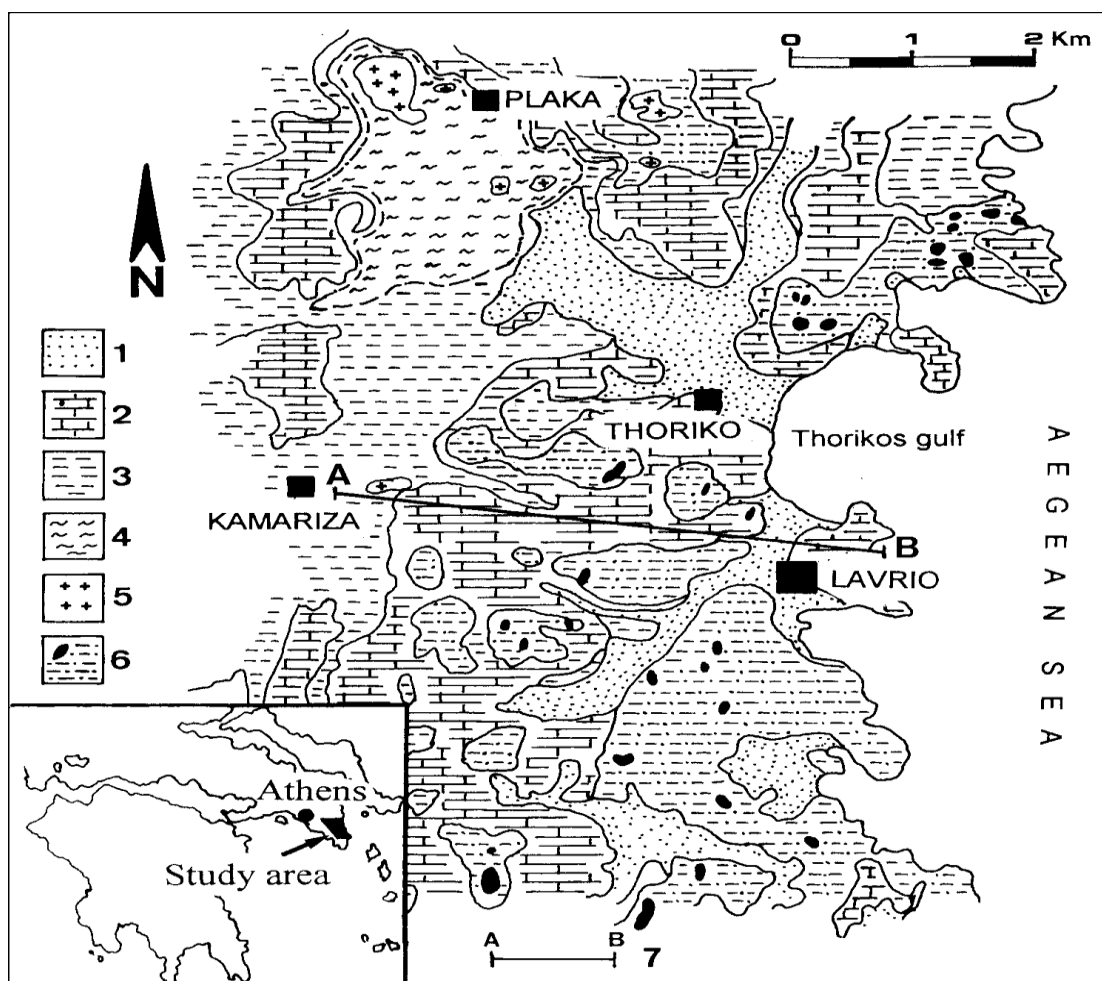 0 1 2 Km
PLAKA
N
1
2
3
4
5
6
THORIKO
Thorikos gulf
A
KAMARIZA
B
LAVRIO
AEGEAN SEA
Athens
Study area
A B
7